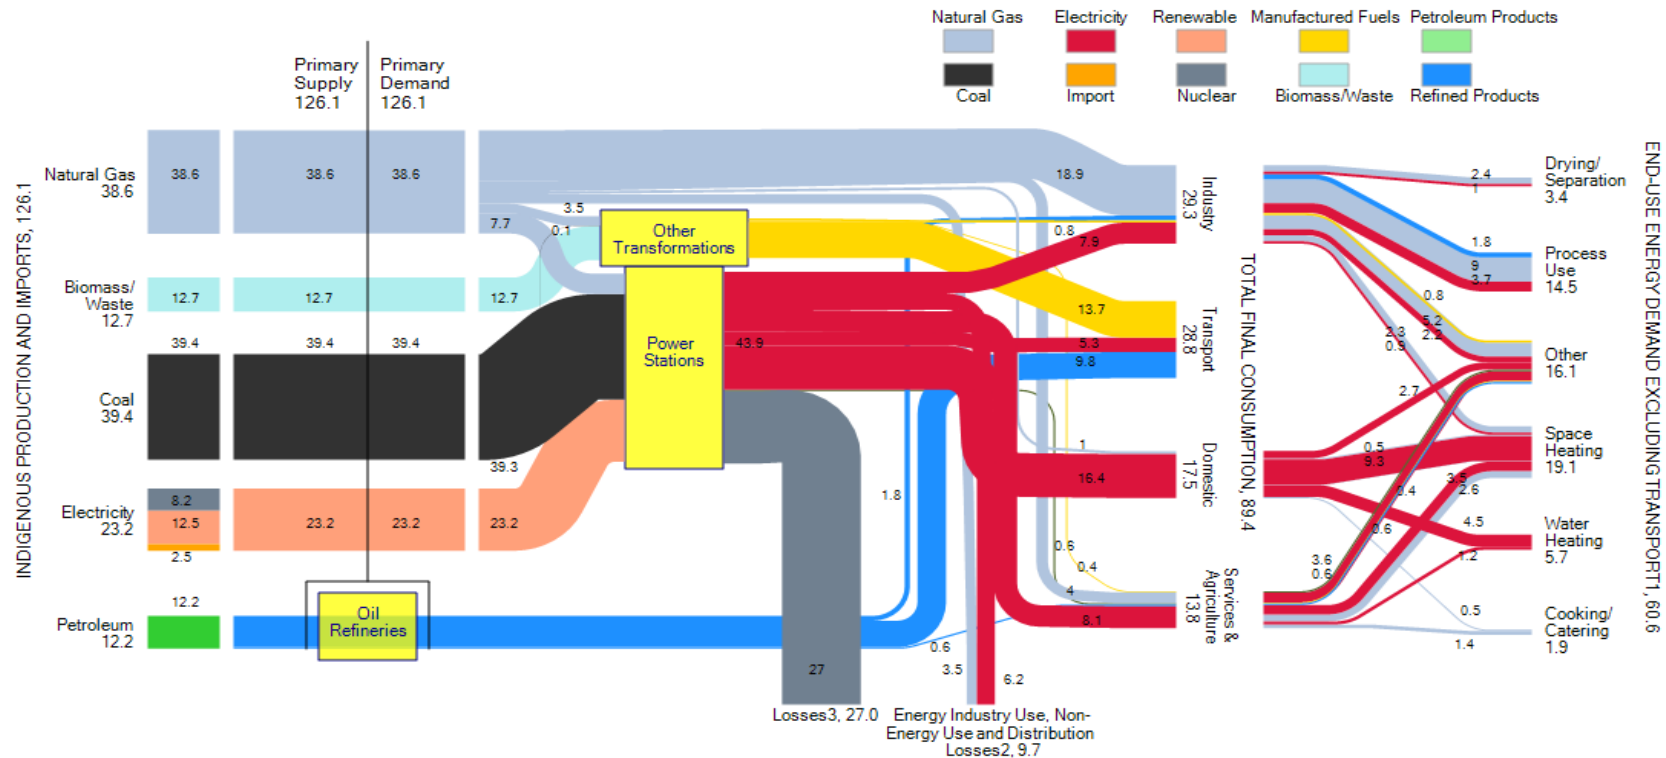 Natural Gas
Electricity
Renewable
Manufactured Fuels
Petroleum Products
Coal
Import
Nuclear
Biomass/Waste
Refined Products
Primary
Supply
126.1
Primary
Demand
126.1
INDIGENOUS PRODUCTION AND IMPORTS, 126.1
Natural Gas
38.6
38.6
38.6
38.6
Biomass/
Waste
12.7
12.7
12.7
12.7
39.4
39.4
39.4
Coal
39.4
39.3
Electricity
23.2
8.2
12.5
2.5
23.2
23.2
23.2
12.2
Petroleum
12.2
Oil
Refineries
7.7
3.5
0.1
Other
Transformations
Power
Stations
43.9
27
Losses3, 27.0
1.8
0.6
3.5
6.2
Energy Industry Use, Non-
Energy Use and Distribution
Losses2, 9.7
18.9
0.8
7.9
13.7
5.3
9.8
1
16.4
0.6
0.4
4
8.1
Industry
29.3
Transport
28.8
Domestic
17.5
Services &
Agriculture
13.8
TOTAL FINAL CONSUMPTION, 89.4
2.4
1
1.8
9
3.7
0.8
5.2
2.2
2.3
0.9
2.7
0.5
9.3
3.5
2.6
0.4
0.6
4.5
1.2
3.6
0.6
0.5
1.4
Drying/
Separation
3.4
Process
Use
14.5
Other
16.1
Space
Heating
19.1
Water
Heating
5.7
Cooking/
Catering
1.9
END-USE ENERGY DEMAND EXCLUDING TRANSPORT1, 60.6